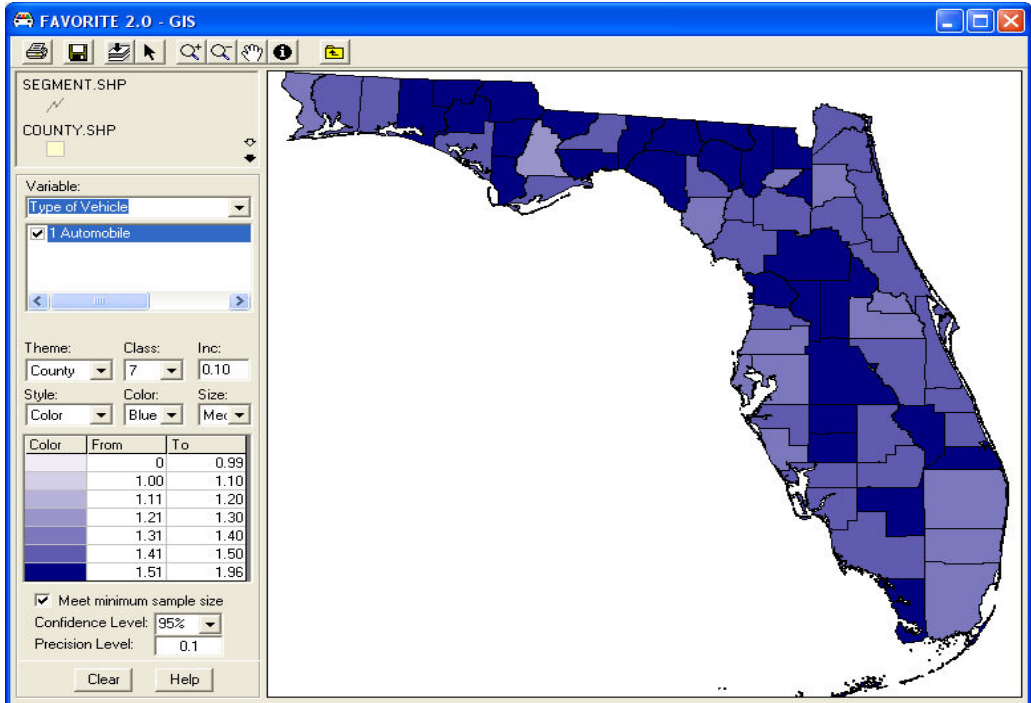 FAVORITE 2.0 - GIS
SEGMENT.SHP
COUNTY.SHP
Variable:
Type of Vehicle
1 Automobile
Theme: Class: Inc:
County 7 0.10
Style: Color: Size:
Color Blue Mec
Color From To
0 0.99
1.00 1.10
1.11 1.20
1.21 1.30
1.31 1.40
1.41 1.50
1.51 1.96
Meet minimum sample size
Confidence Level: 95%
Precision Level: 0.1
Clear Help